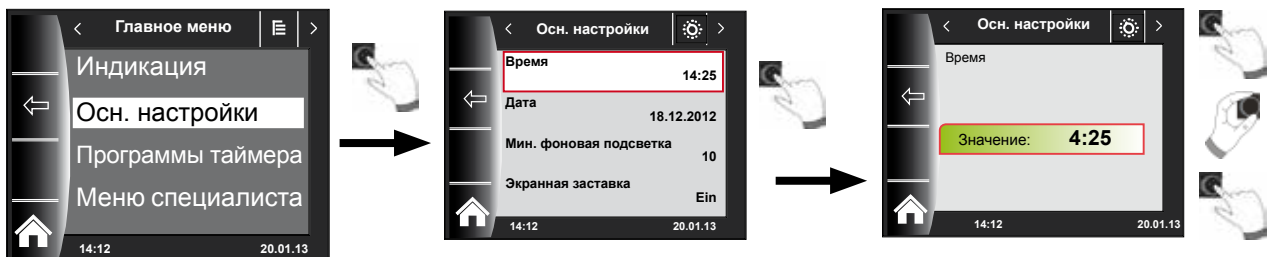 Главное меню
Индикация
Осн. настройки
Программы таймера
Меню специалиста
14:12 20.01.13
Осн. настройки
Время
14:25
Дата
18.12.2012
Мин. фоновая подсветка
10
Экранная заставка
Ein
14:12 20.01.13
Осн. настройки
Время
Значение: 4:25
14:12 20.01.13